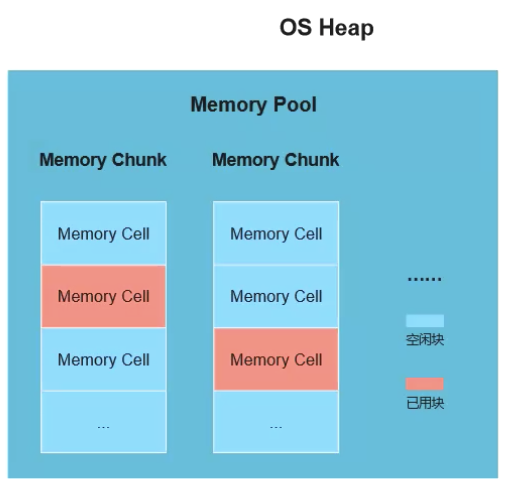 OS Heap
Memory Pool
Memory Chunk
Memory Chunk
Memory Cell
Memory Cell
Memory Cell
...
Memory Cell
Memory Cell
Memory Cell
...
......
空闲块
已用块